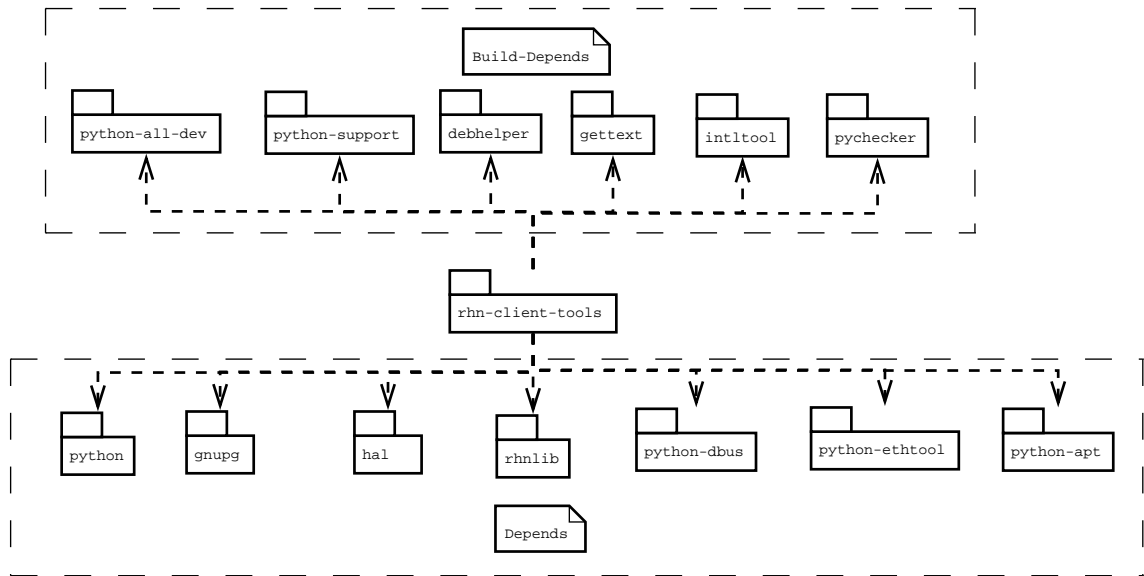 Build-Depends
python-all-dev
python-support
debhelper
gettext
intltool
pychecker
rhn-client-tools
python
gnupg
hal
rhnlib
python-dbus
python-ethtool
python-apt
Depends